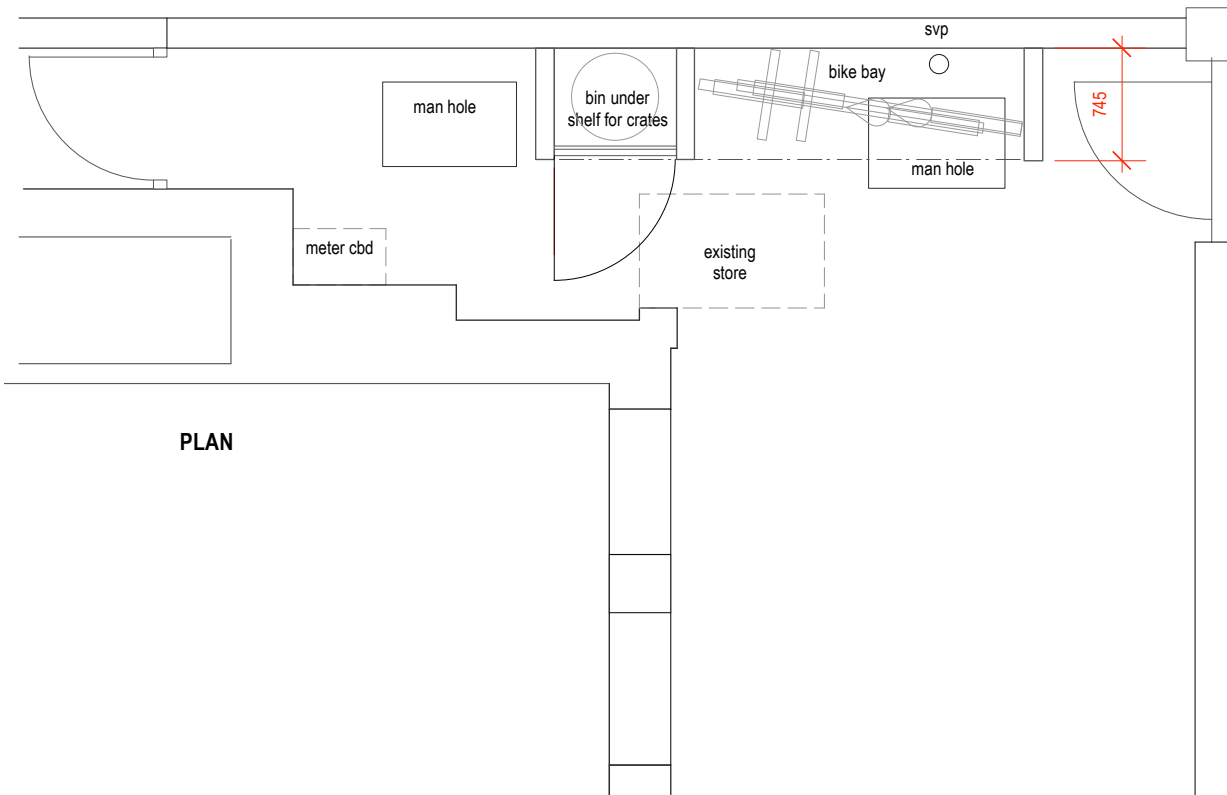 svp
bike bay
bin under
shelf for crates
man hole
745
man hole
meter cbd
existing
store
PLAN